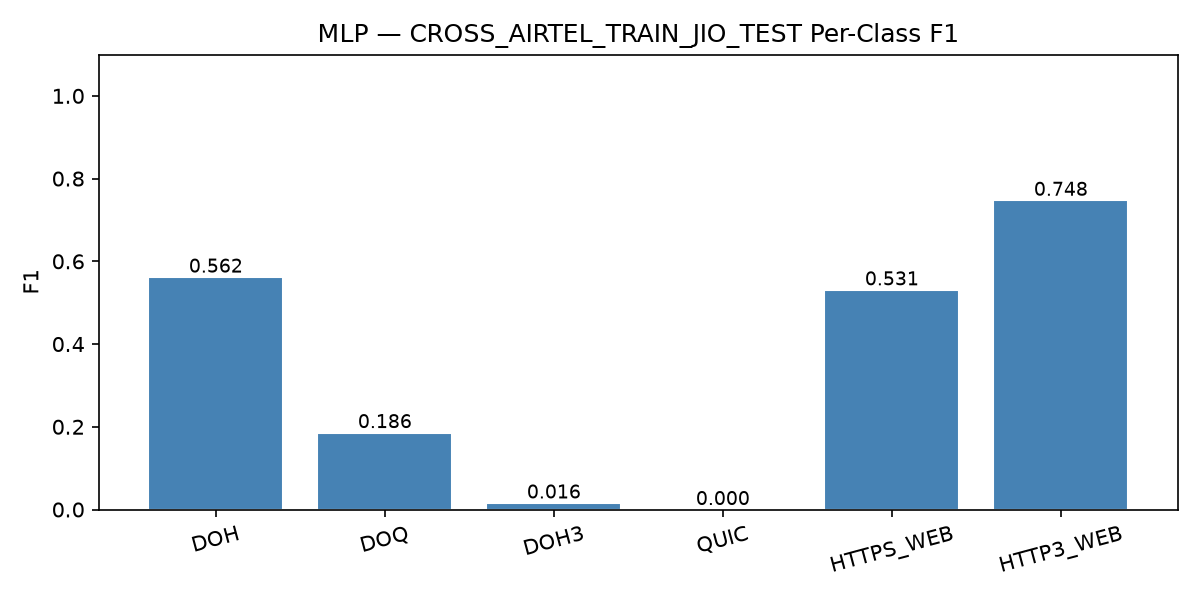 MLP — CROSS_AIRTEL_TRAIN_JIO_TEST Per-Class F1
F1
1.0
0.8
0.6
0.4
0.2
0.0
0.562
0.186
0.016
0.000
0.531
0.748
DOH
DOQ
DOH3
QUIC
HTTPS_WEB
HTTP3_WEB